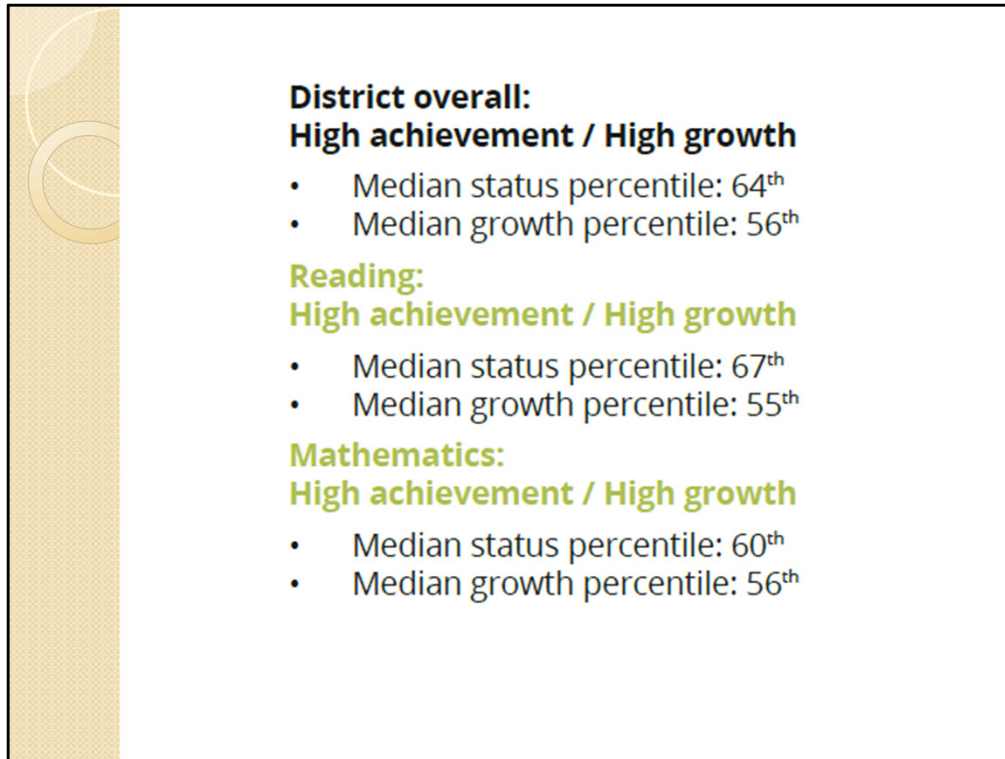 District overall:
High achievement / High growth
• Median status percentile: 64th
• Median growth percentile: 56th
Reading:
High achievement / High growth
• Median status percentile: 67th
• Median growth percentile: 55th
Mathematics:
High achievement / High growth
• Median status percentile: 60th
• Median growth percentile: 56th